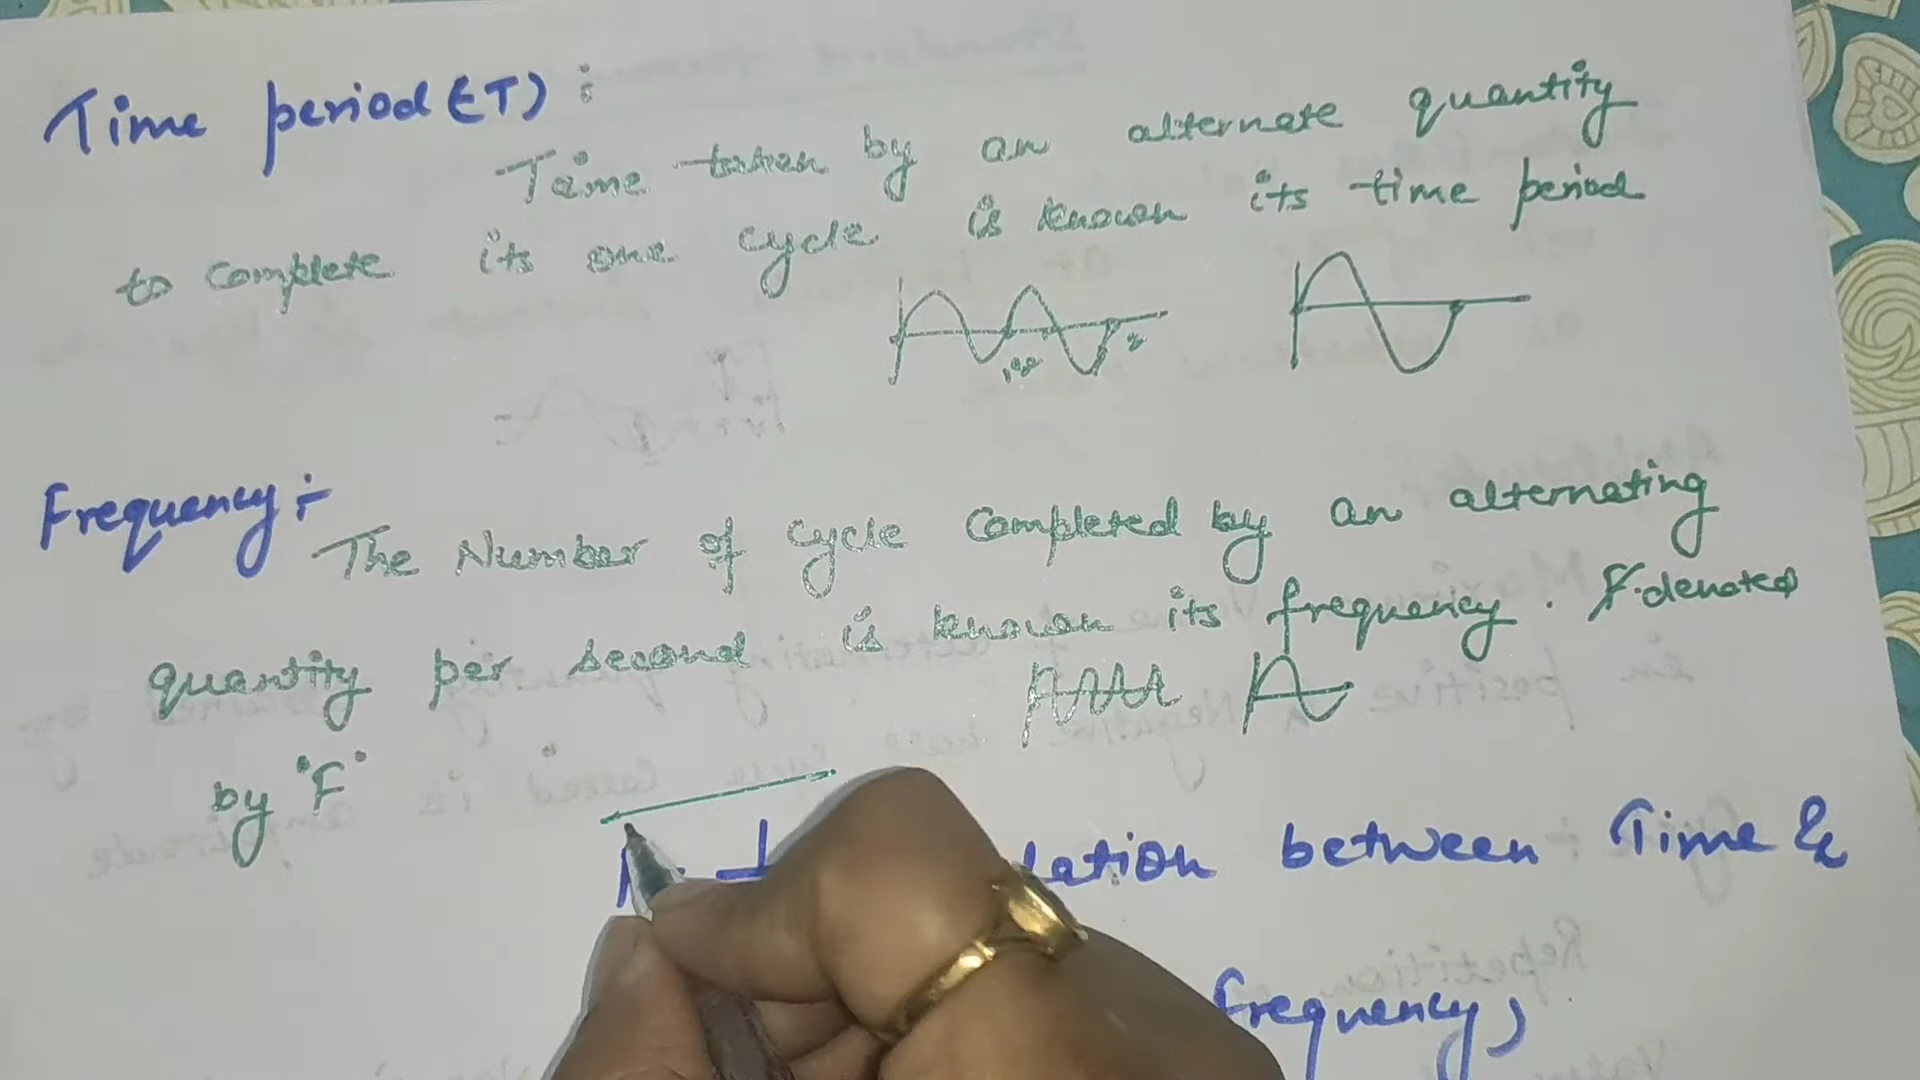 Time period (T) :
Time taken by an alternate quantity
to complete its one cycle is known its time period
1st 2
Frequency :-
The Number of cycle completed by an alternating
quantity per second is known its frequency. F. denoted
by "F"
between Time &
frequency)